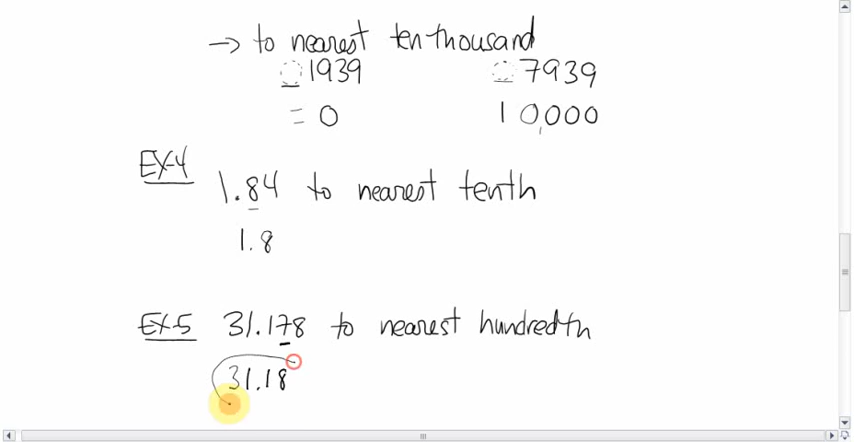 → to nearest ten thousand
1939 7939
= 0 10,000
EX-4
1.84 to nearest tenth
1.8
EX-5 31.178 to nearest hundredth
31.18